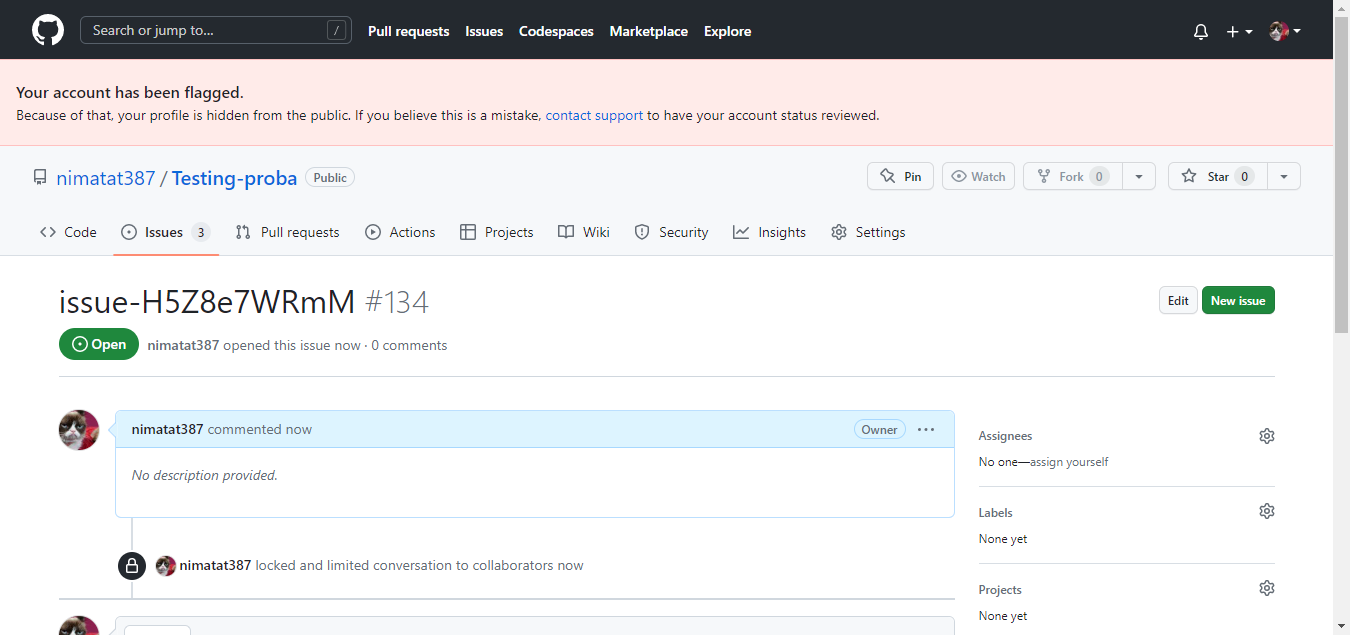 Search or jump to... / Pull requests Issues Codespaces Marketplace Explore
Your account has been flagged.
Because of that, your profile is hidden from the public. If you believe this is a mistake, contact support to have your account status reviewed.
nimatat387 / Testing-proba Public Pin Watch Fork 0 Star 0
Code Issues 3 Pull requests Actions Projects Wiki Security Insights Settings
issue-H5Z8e7WRmM #134 Edit New issue
Open nimatat387 opened this issue now · 0 comments
nimatat387 commented now Owner ...
No description provided.
nimatat387 locked and limited conversation to collaborators now
Assignees
No one—assign yourself
Labels
None yet
Projects
None yet